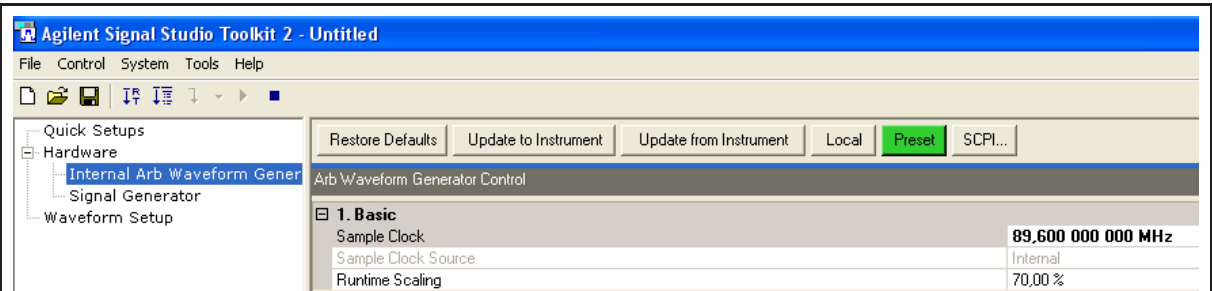 Agilent Signal Studio Toolkit 2 - Untitled
File Control System Tools Help
Quick Setups
Hardware
Internal Arb Waveform Gener
Signal Generator
Waveform Setup
Restore Defaults Update to Instrument Update from Instrument Local Preset SCPI...
Arb Waveform Generator Control
1. Basic
Sample Clock 89,600 000 000 MHz
Sample Clock Source Internal
Runtime Scaling 70,00 %